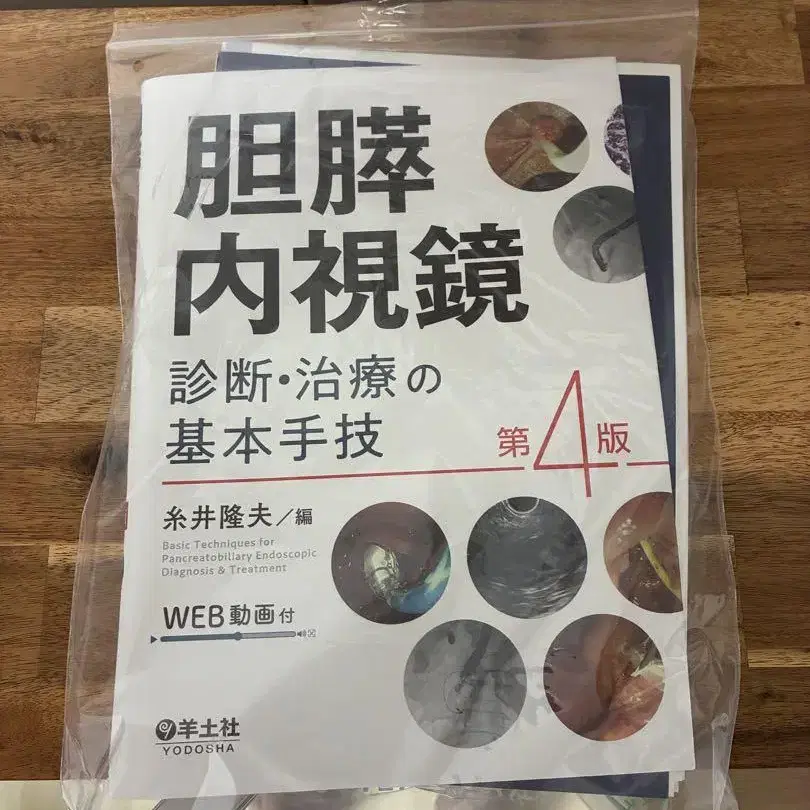 胆膵
内視鏡
診断・治療の
基本手技
第4版
糸井隆夫／編
Basic Techniques for
Pancreatobiliary Endoscopic
Diagnosis & Treatment
WEB動画付
羊土社
YODOSHA